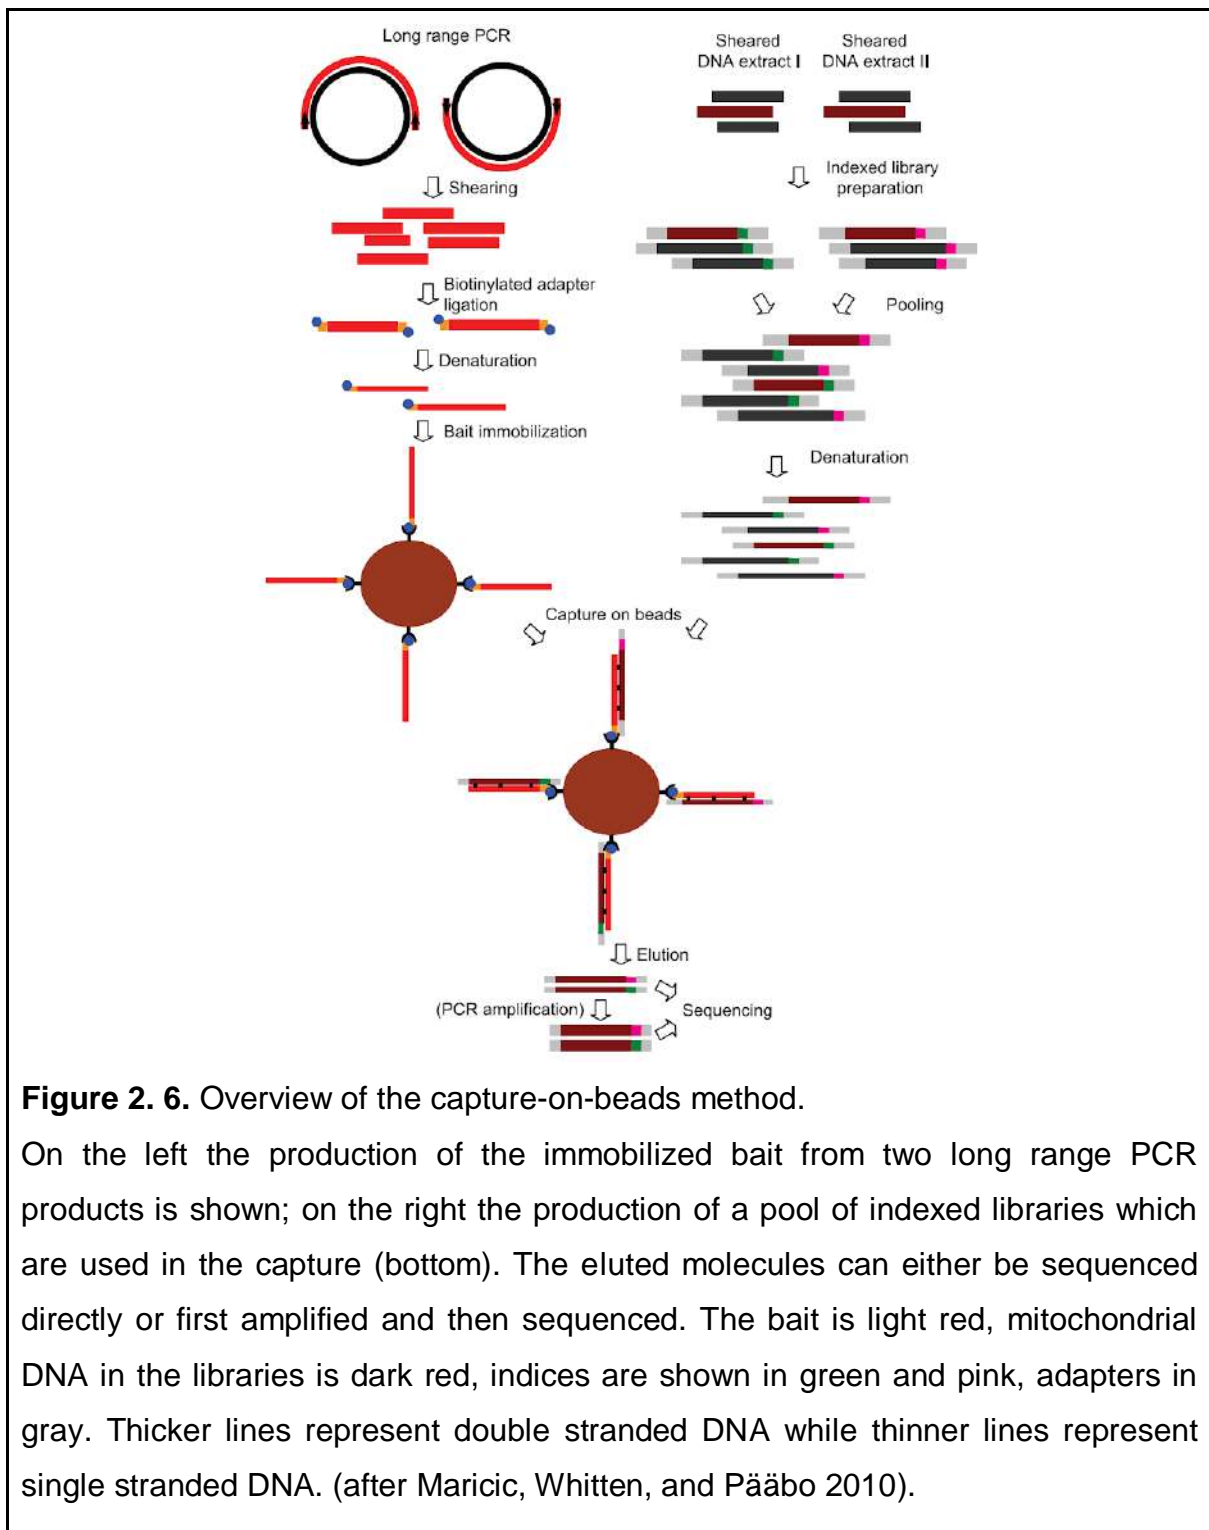 Long range PCR
Shearing
Biotinylated adapter
ligation
Denaturation
Bait immobilization
Sheared
DNA extract I
Sheared
DNA extract II
Indexed library
preparation
Pooling
Denaturation
Capture on beads
Elution
(PCR amplification)
Sequencing
Figure 2. 6. Overview of the capture-on-beads method.
On the left the production of the immobilized bait from two long range PCR
products is shown; on the right the production of a pool of indexed libraries which
are used in the capture (bottom). The eluted molecules can either be sequenced
directly or first amplified and then sequenced. The bait is light red, mitochondrial
DNA in the libraries is dark red, indices are shown in green and pink, adapters in
gray. Thicker lines represent double stranded DNA while thinner lines represent
single stranded DNA. (after Maricic, Whitten, and Pääbo 2010).